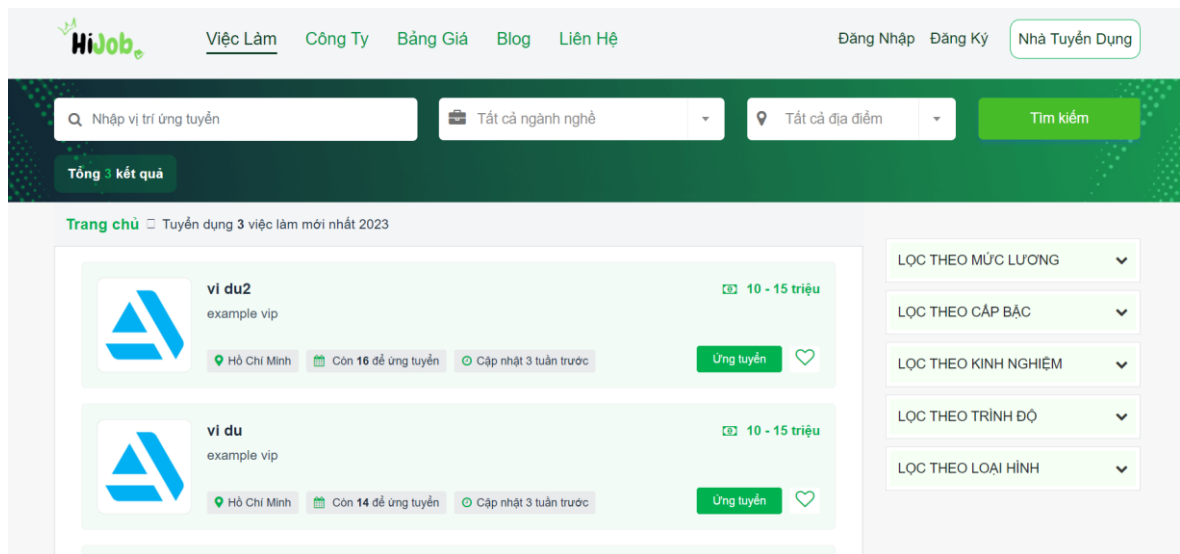 HiJob
Việc Làm Công Ty Bảng Giá Blog Liên Hệ Đăng Nhập Đăng Ký Nhà Tuyển Dụng
Nhập vị trí ứng tuyển Tất cả ngành nghề Tất cả địa điểm Tìm kiếm
Tổng 3 kết quả
Trang chủ Tuyển dụng 3 việc làm mới nhất 2023
vi du2 10 - 15 triệu
example vip
Hồ Chí Minh Còn 16 để ứng tuyển Cập nhật 3 tuần trước Ứng tuyển
vi du 10 - 15 triệu
example vip
Hồ Chí Minh Còn 14 để ứng tuyển Cập nhật 3 tuần trước Ứng tuyển
LỌC THEO MỨC LƯƠNG
LỌC THEO CẤP BẬC
LỌC THEO KINH NGHIỆM
LỌC THEO TRÌNH ĐỘ
LỌC THEO LOẠI HÌNH